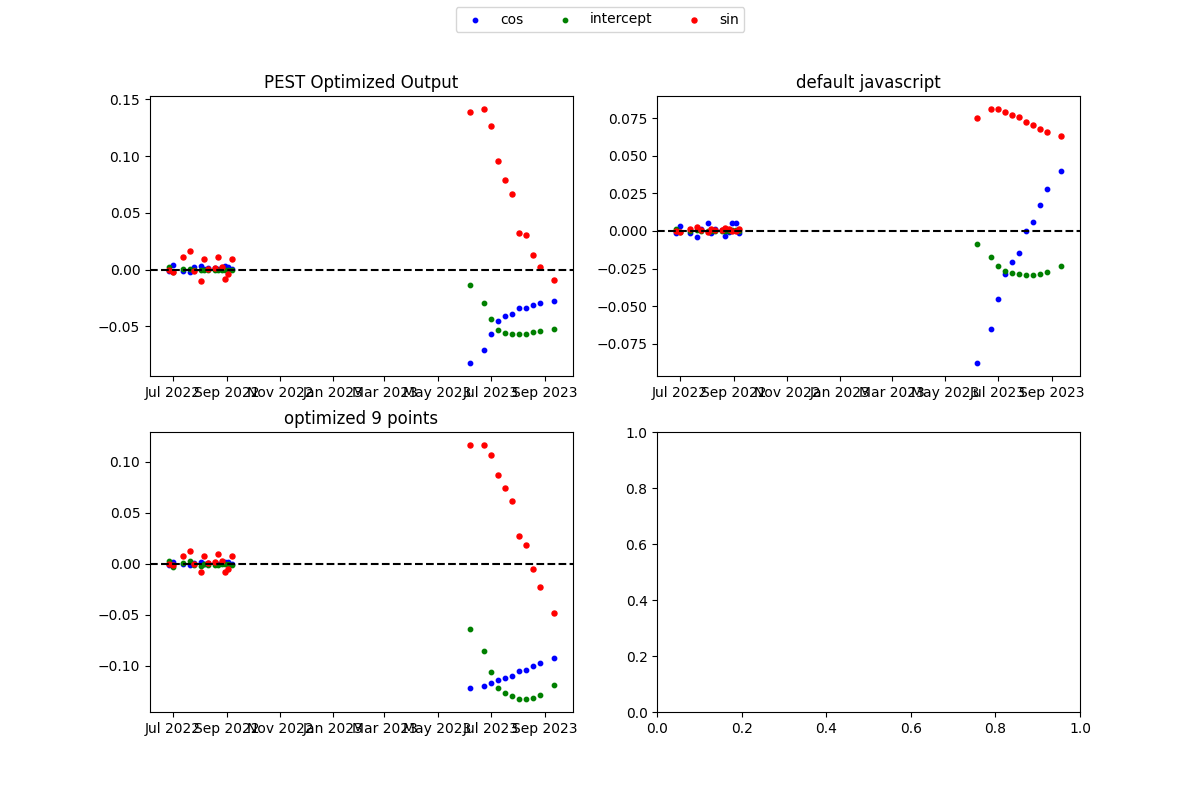 cos intercept sin
PEST Optimized Output
0.15
0.10
0.05
0.00
−0.05
Jul 2022 Sep 2022 Nov 2022 Jan 2023 Mar 2023 May 2023 Jul 2023 Sep 2023
default javascript
0.075
0.050
0.025
0.000
−0.025
−0.050
−0.075
Jul 2022 Sep 2022 Nov 2022 Jan 2023 Mar 2023 May 2023 Jul 2023 Sep 2023
optimized 9 points
0.10
0.05
0.00
−0.05
−0.10
Jul 2022 Sep 2022 Nov 2022 Jan 2023 Mar 2023 May 2023 Jul 2023 Sep 2023
1.0
0.8
0.6
0.4
0.2
0.0
0.0 0.2 0.4 0.6 0.8 1.0